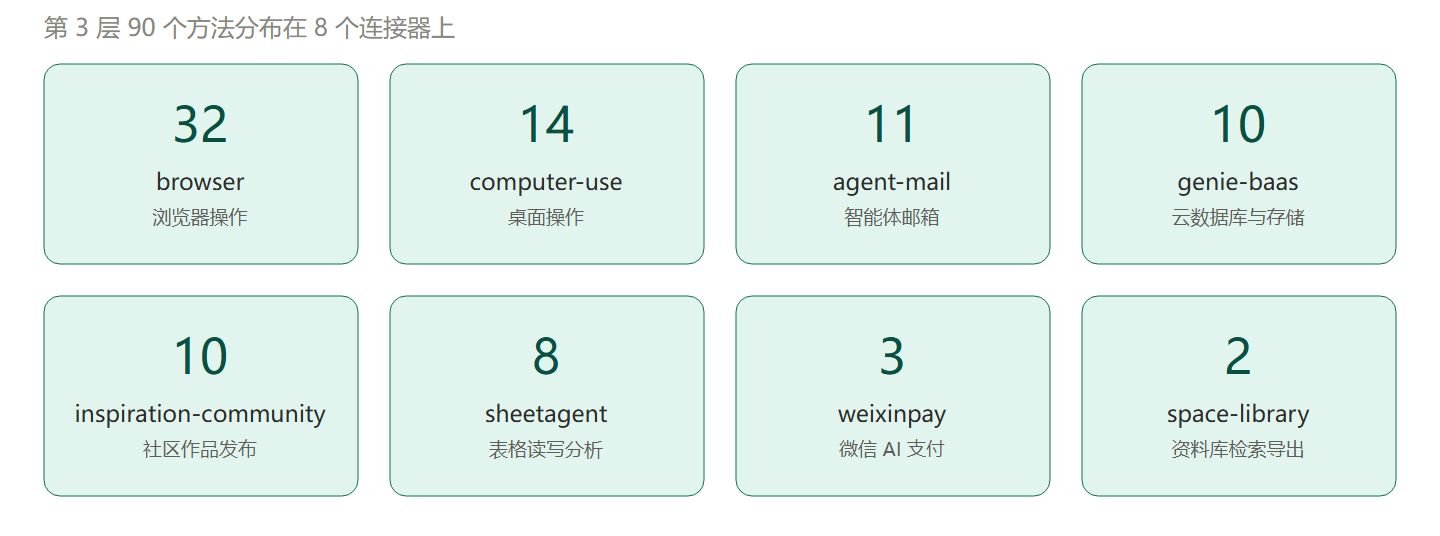 第 3 层 90 个方法分布在 8 个连接器上
32
browser
浏览器操作
14
computer-use
桌面操作
11
agent-mail
智能体邮箱
10
genie-baas
云数据库与存储
10
inspiration-community
社区作品发布
8
sheetagent
表格读写分析
3
weixinpay
微信 AI 支付
2
space-library
资料库检索导出